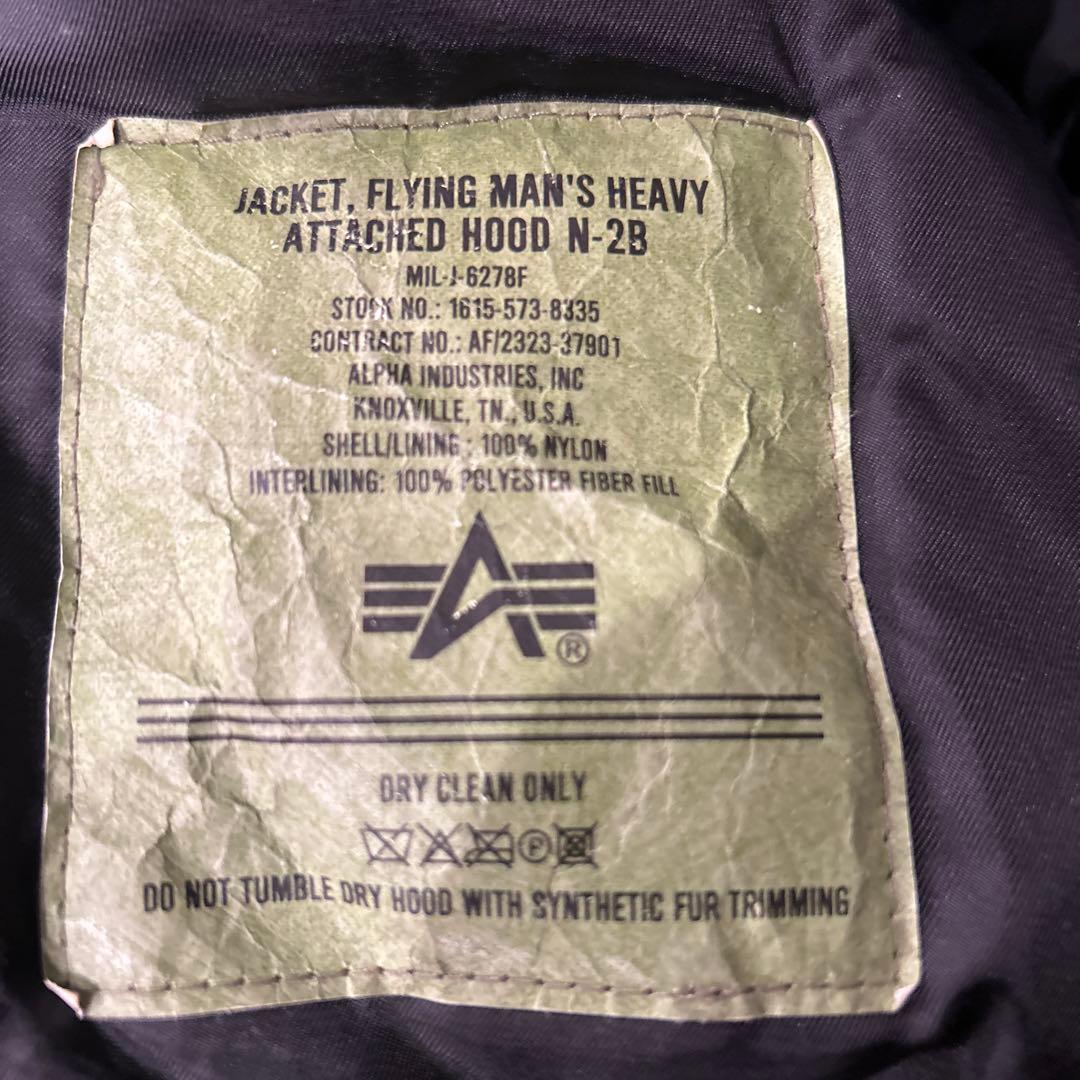 JACKET, FLYING MAN'S HEAVY
ATTACHED HOOD N-2B
MIL-J-6278F
STOCK NO.: 1615-573-8335
CONTRACT NO.: AF/2323-37901
ALPHA INDUSTRIES, INC
KNOXVILLE, TN., U.S.A.
SHELL/LINING : 100% NYLON
INTERLINING: 100% POLYESTER FIBER FILL
®
DRY CLEAN ONLY
P
DO NOT TUMBLE DRY HOOD WITH SYNTHETIC FUR TRIMMING